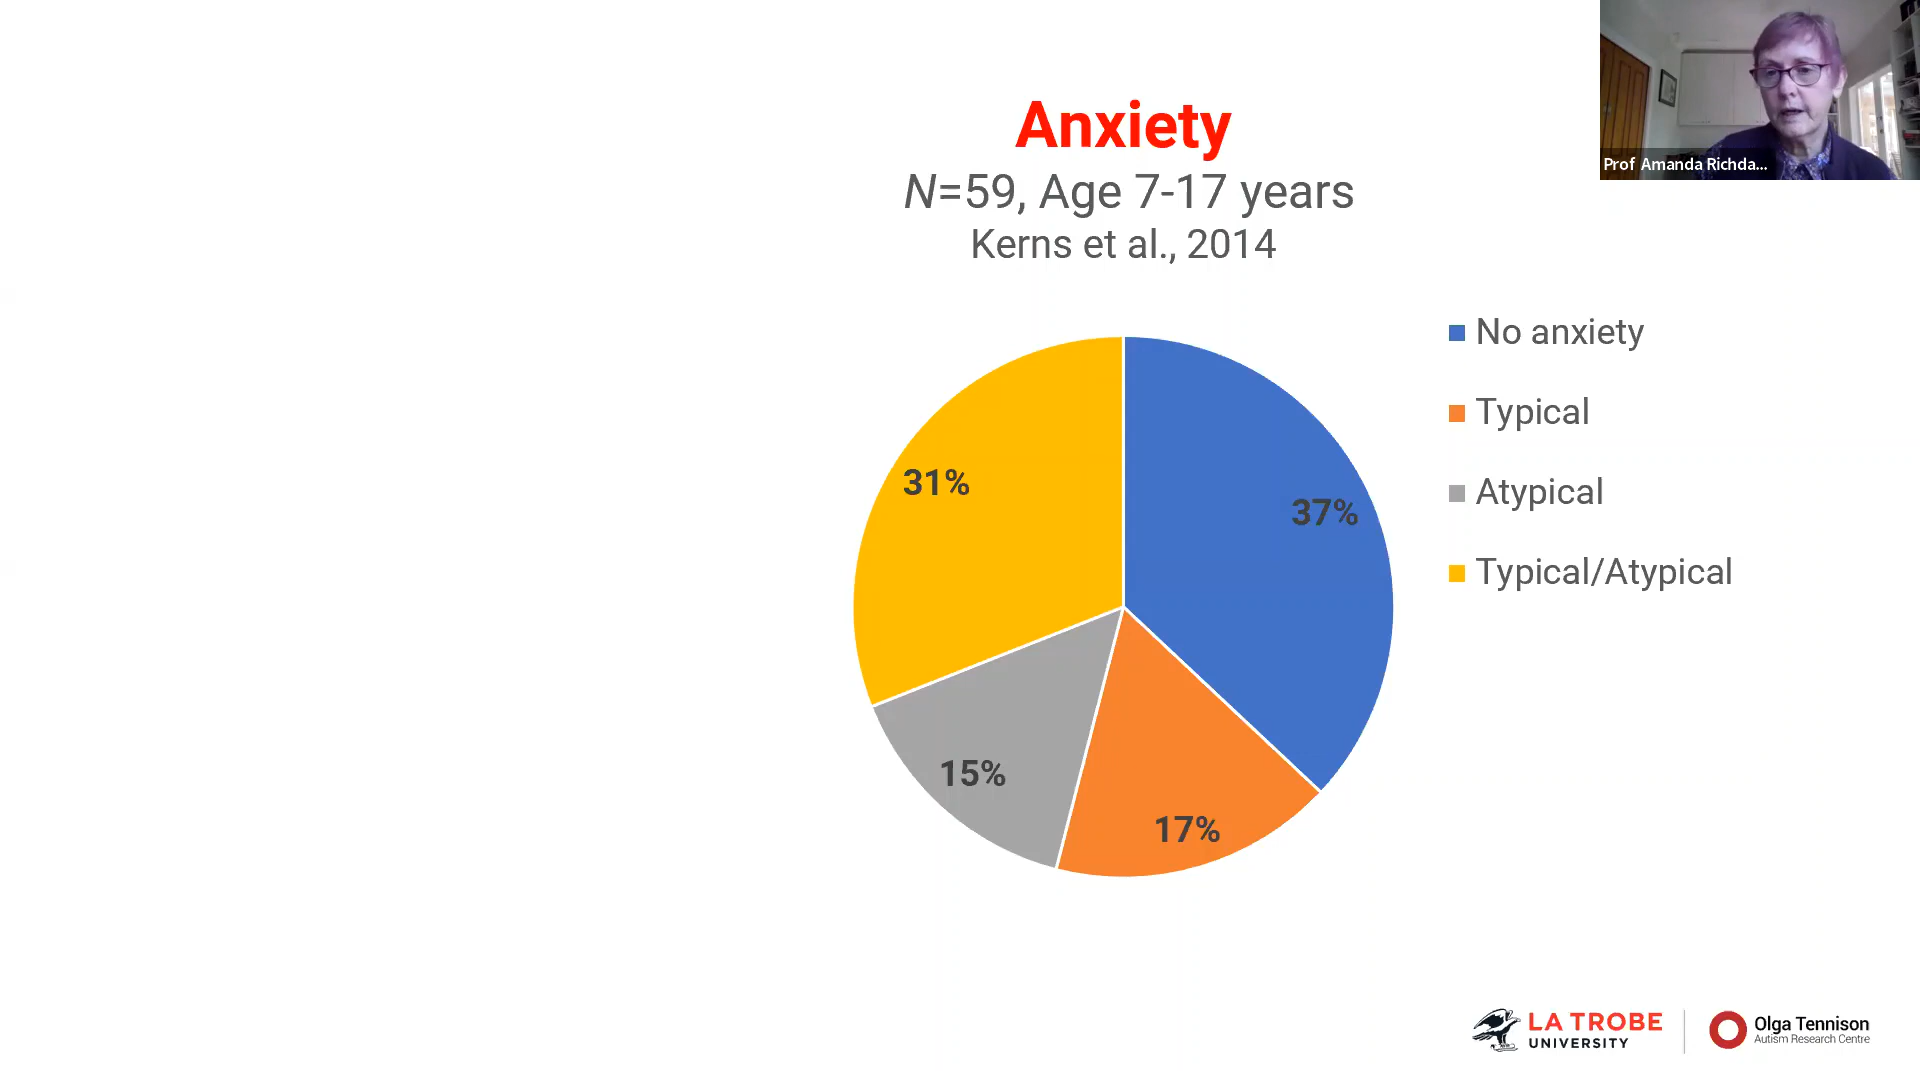 Prof Amanda Richda...
Anxiety
N=59, Age 7-17 years
Kerns et al., 2014
No anxiety
Typical
Atypical
Typical/Atypical
31%
37%
15%
17%
LA TROBE
UNIVERSITY
Olga Tennison
Autism Research Centre